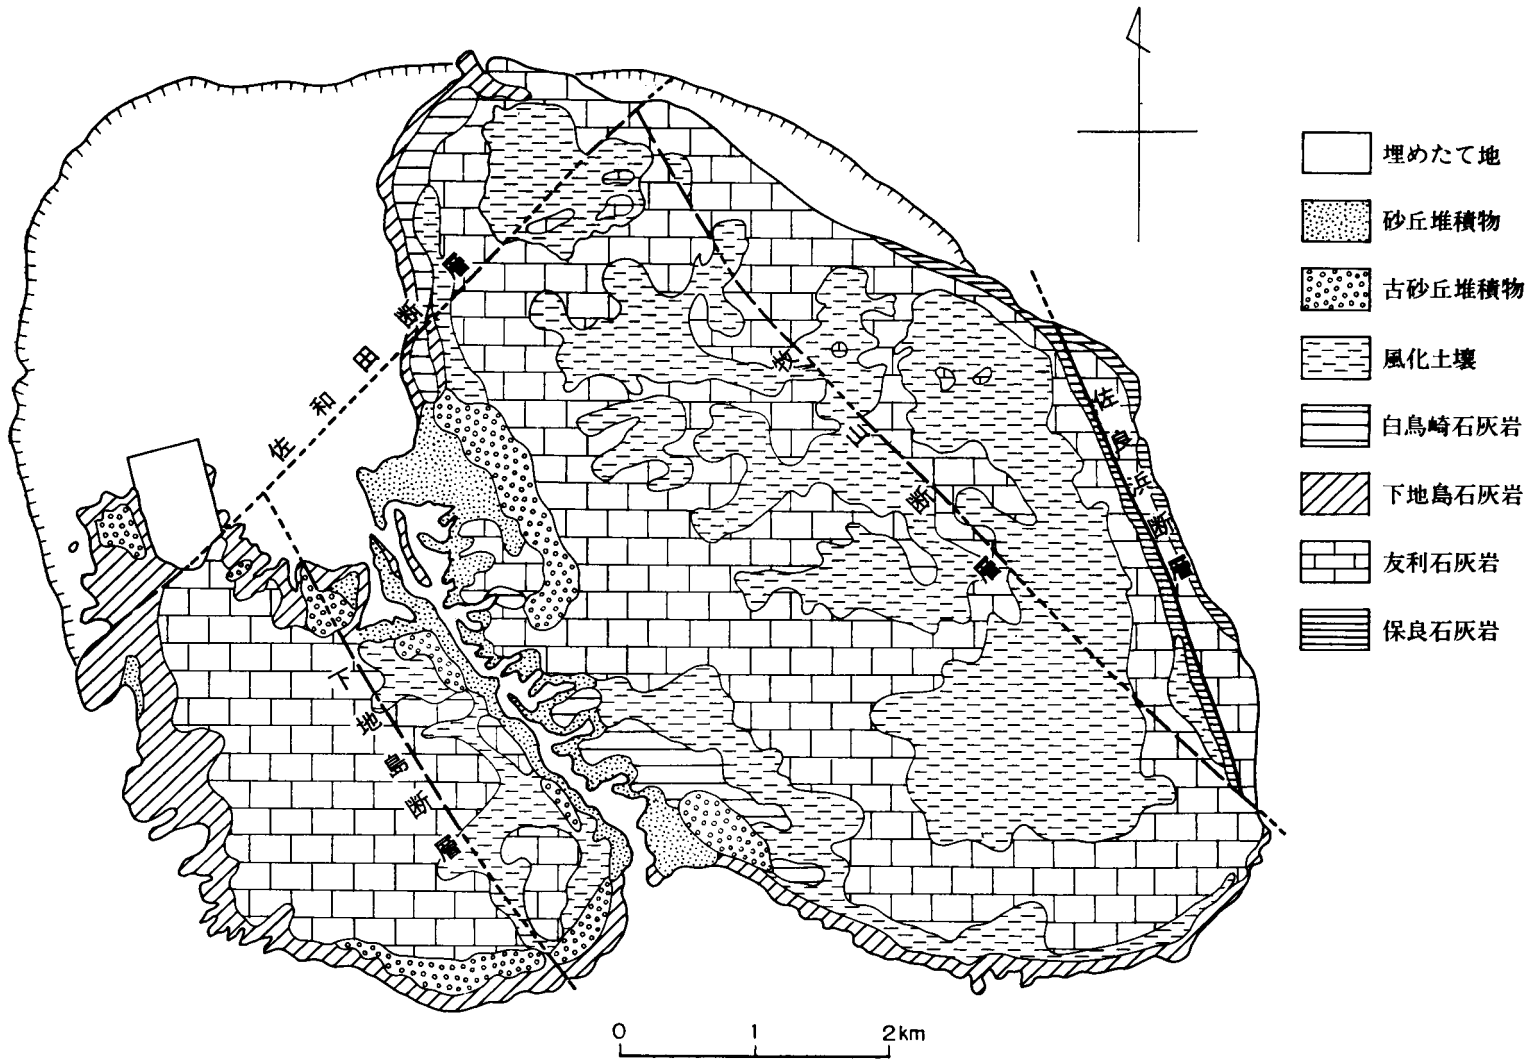 埋めたて地
砂丘堆積物
古砂丘堆積物
風化土壌
白鳥崎石灰岩
下地島石灰岩
友利石灰岩
保良石灰岩
佐和田断層
牧山断層
佐良浜断層
下地島断層
0 1 2km